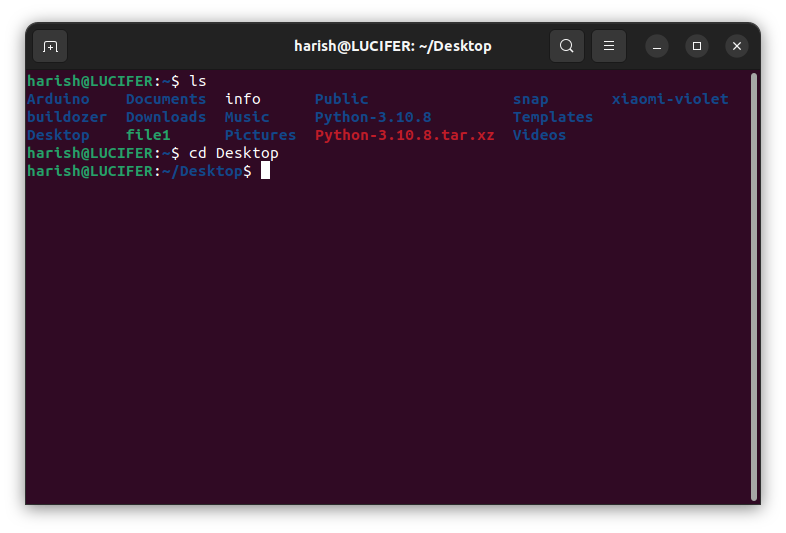 harish@LUCIFER: ~/Desktop
harish@LUCIFER:~$ ls
Arduino    Documents  info      Public                snap       xiaomi-violet
buildozer  Downloads  Music     Python-3.10.8         Templates
Desktop    file1      Pictures  Python-3.10.8.tar.xz  Videos
harish@LUCIFER:~$ cd Desktop
harish@LUCIFER:~/Desktop$